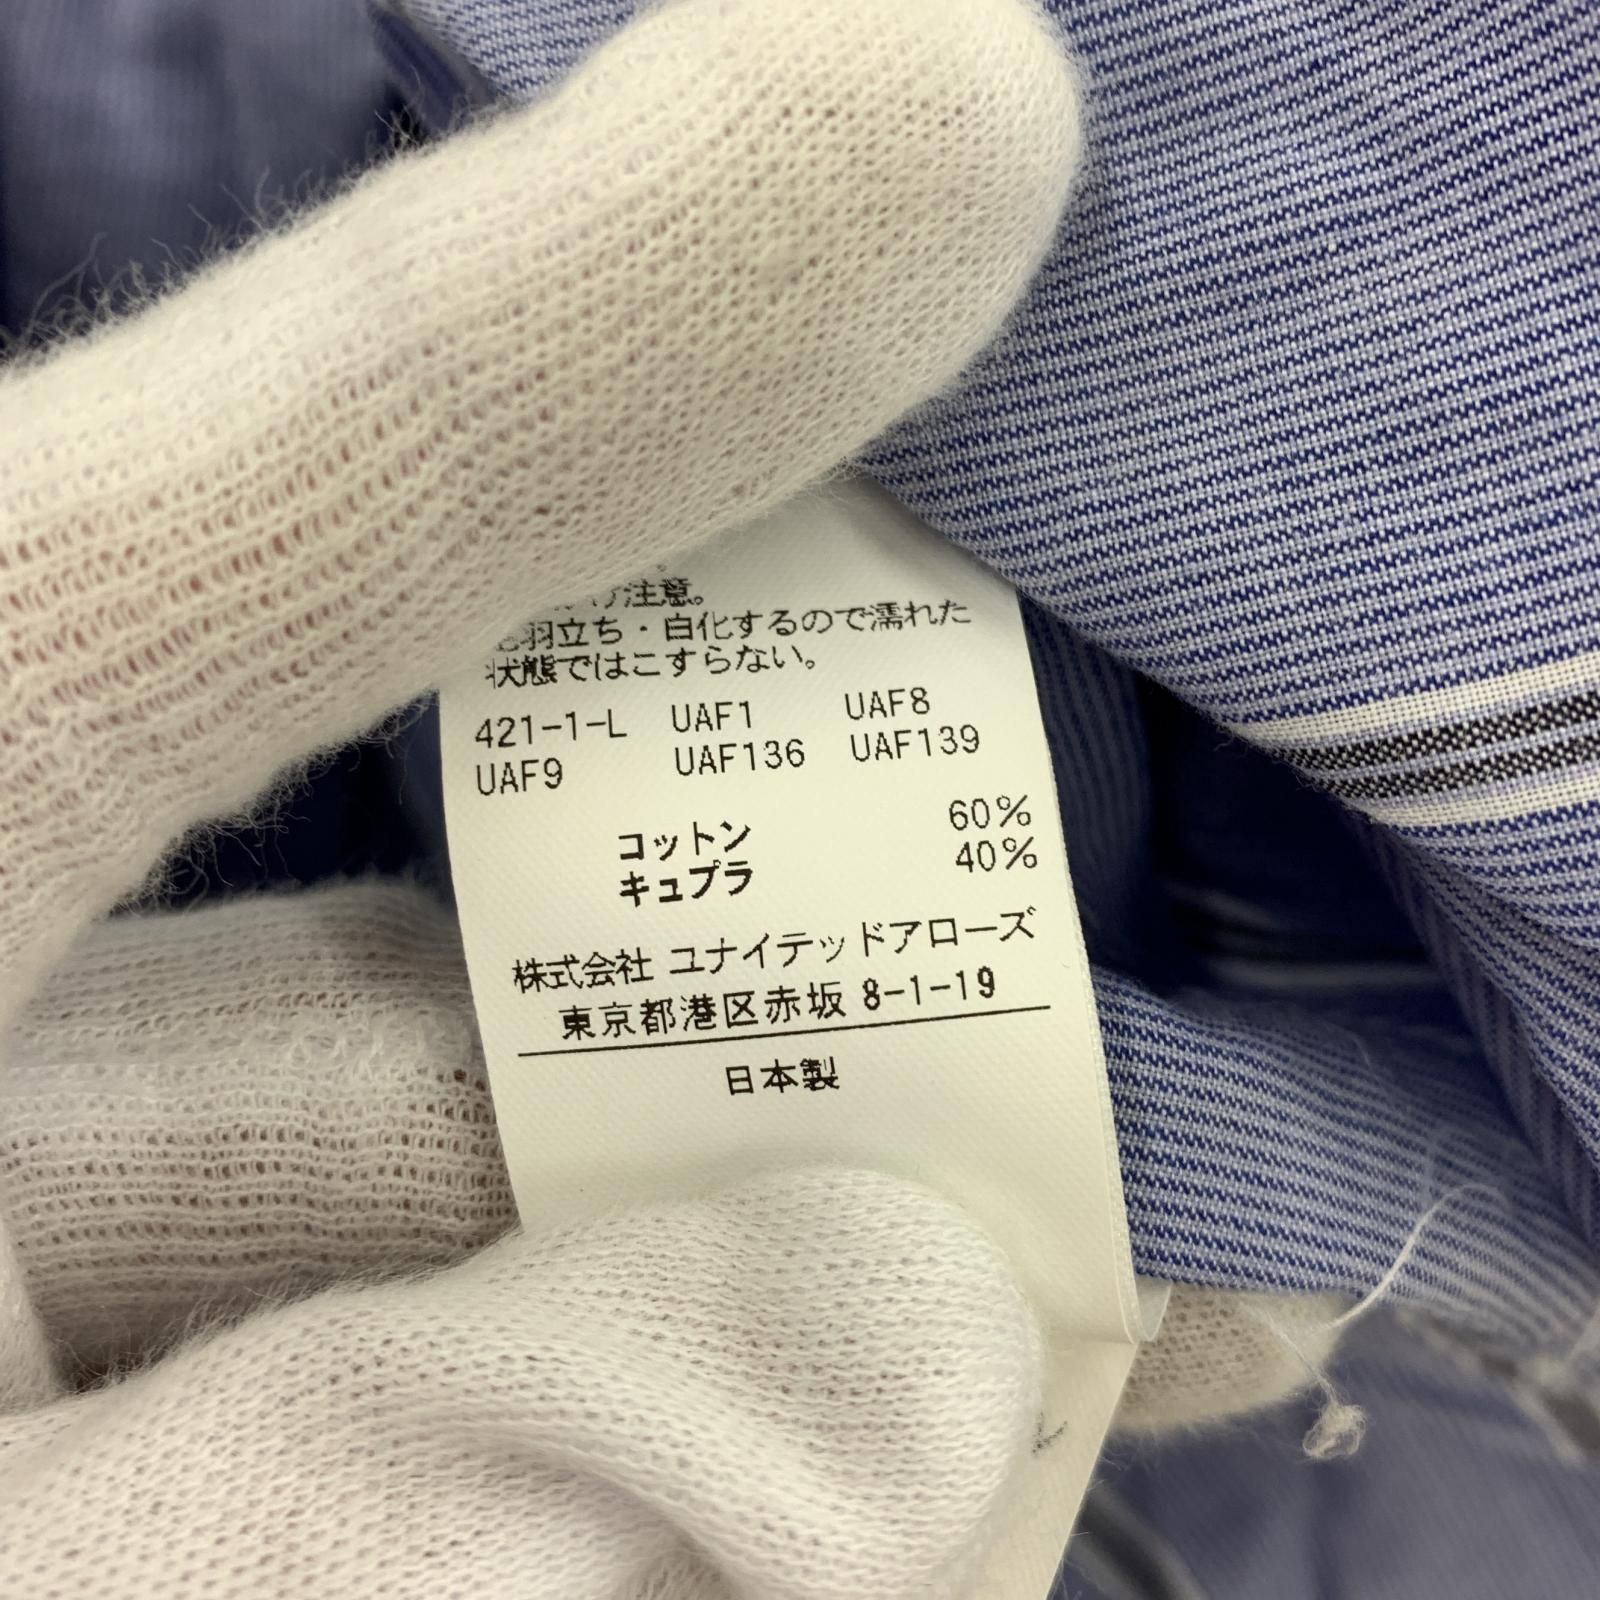 け注意。
毛羽立ち・白化するので濡れた
状態ではこすらない。
421-1-L UAF1 UAF8
UAF9 UAF136 UAF139
コットン 60%
キュプラ 40%
株式会社 ユナイテッドアローズ
東京都港区赤坂 8-1-19
日本製